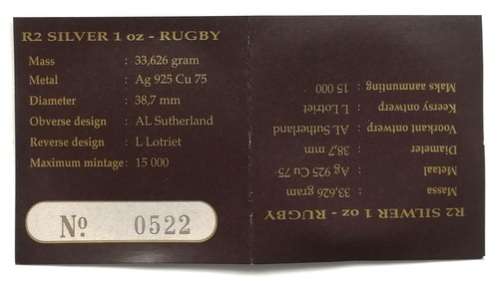 R2 SILVER 1 oz - RUGBY
Mass : 33,626 gram
Metal : Ag 925 Cu 75
Diameter : 38,7 mm
Obverse design : AL Sutherland
Reverse design : L Lotriet
Maximum mintage: 15 000
No. 0522
R2 SILWER 1 oz - RUGBY
Massa : 33,626 gram
Metaal : Ag 925 Cu 75
Diameter : 38,7 mm
Voorkant ontwerp : AL Sutherland
Keersy ontwerp : L Lotriet
Maks aanmunting : 15 000